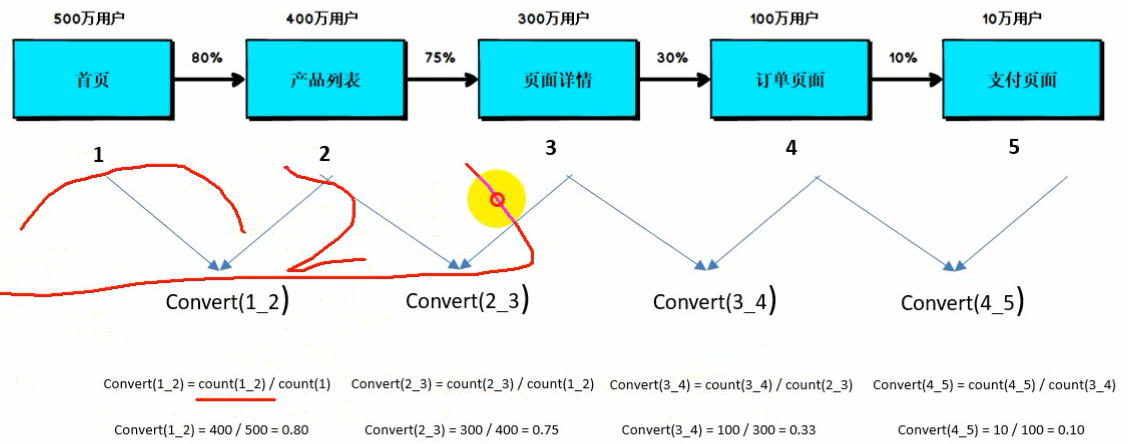 500万用户 400万用户 300万用户 100万用户 10万用户
首页 80% 产品列表 75% 页面详情 30% 订单页面 10% 支付页面
1 2 3 4 5
Convert(1_2) Convert(2_3) Convert(3_4) Convert(4_5)
Convert(1_2) = count(1_2) / count(1) Convert(2_3) = count(2_3) / count(1_2) Convert(3_4) = count(3_4) / count(2_3) Convert(4_5) = count(4_5) / count(3_4)
Convert(1_2) = 400 / 500 = 0.80 Convert(2_3) = 300 / 400 = 0.75 Convert(3_4) = 100 / 300 = 0.33 Convert(4_5) = 10 / 100 = 0.10